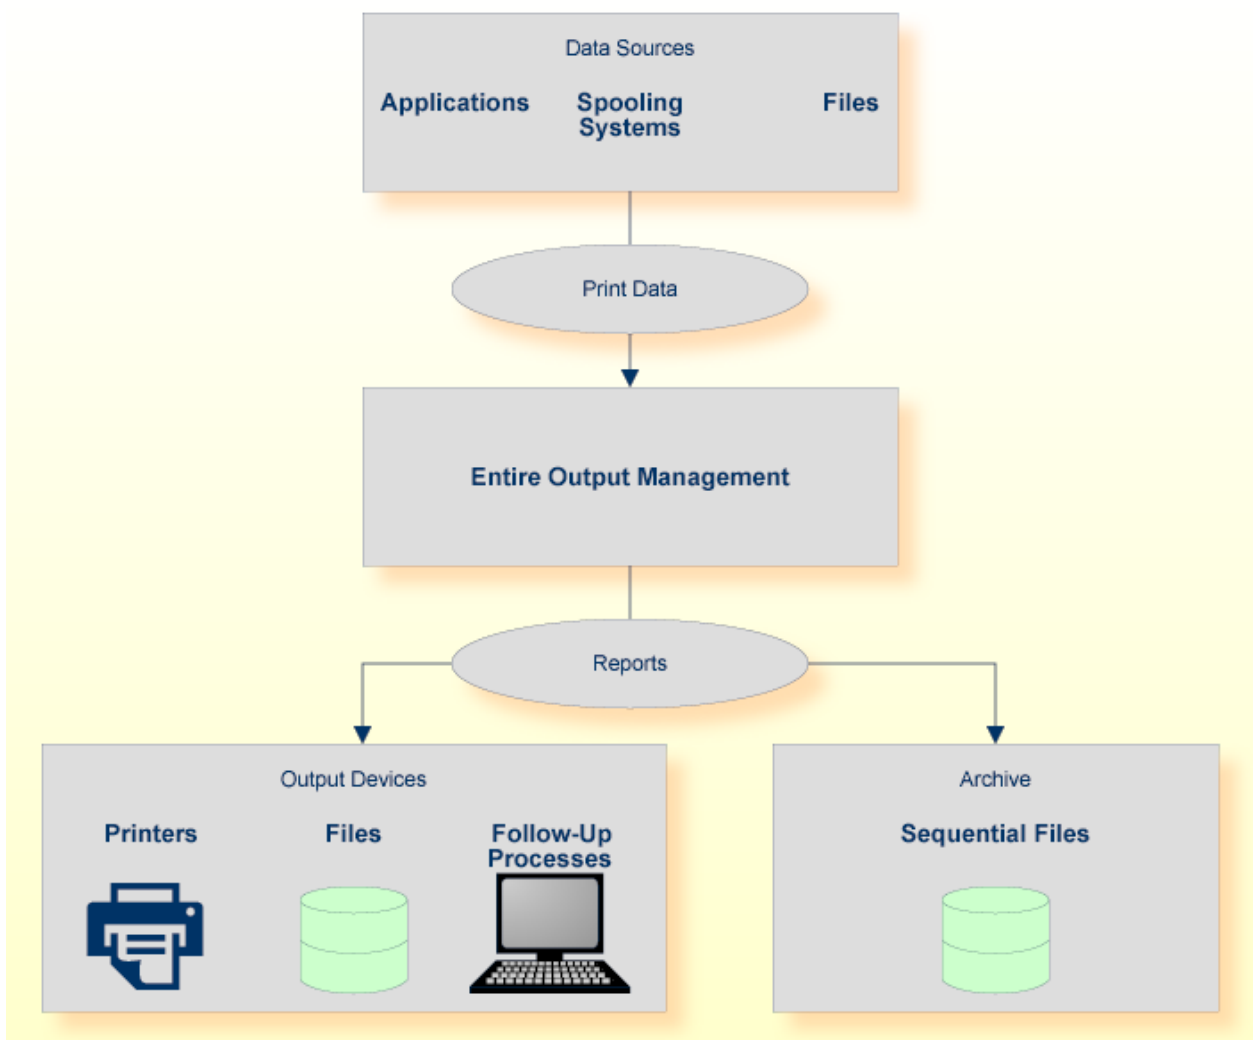 Data Sources
Applications
Spooling
Systems
Files
Print Data
Entire Output Management
Reports
Output Devices
Printers
Files
Follow-Up
Processes
Archive
Sequential Files